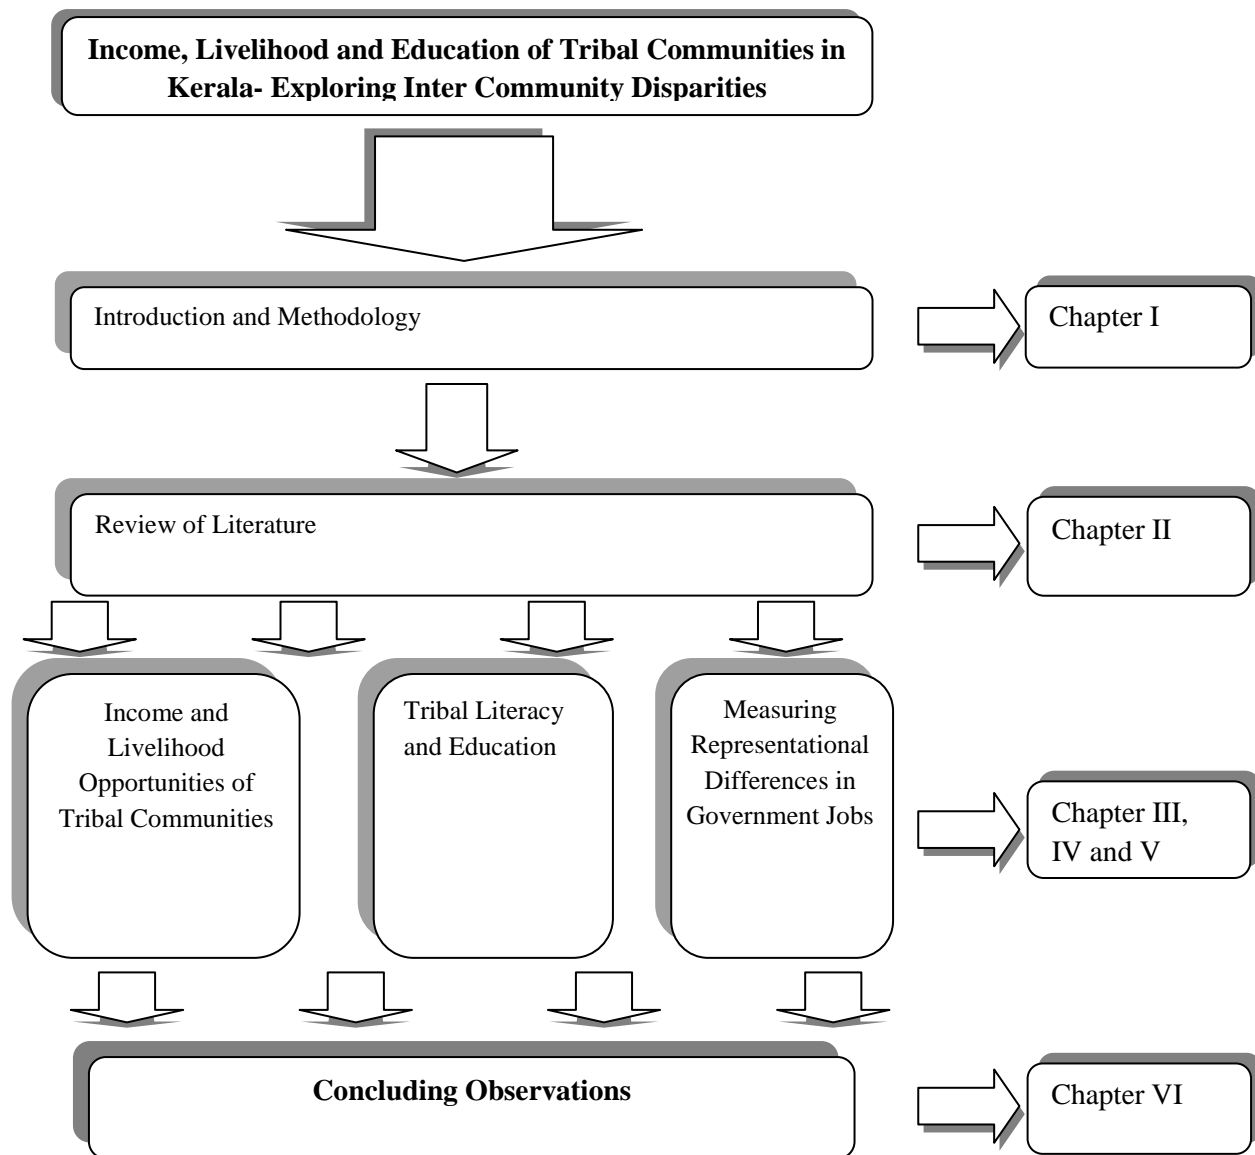 Income, Livelihood and Education of Tribal Communities in
Kerala- Exploring Inter Community Disparities
Introduction and Methodology
Chapter I
Review of Literature
Chapter II
Income and
Livelihood
Opportunities of
Tribal Communities
Tribal Literacy
and Education
Measuring
Representational
Differences in
Government Jobs
Chapter III,
IV and V
Concluding Observations
Chapter VI